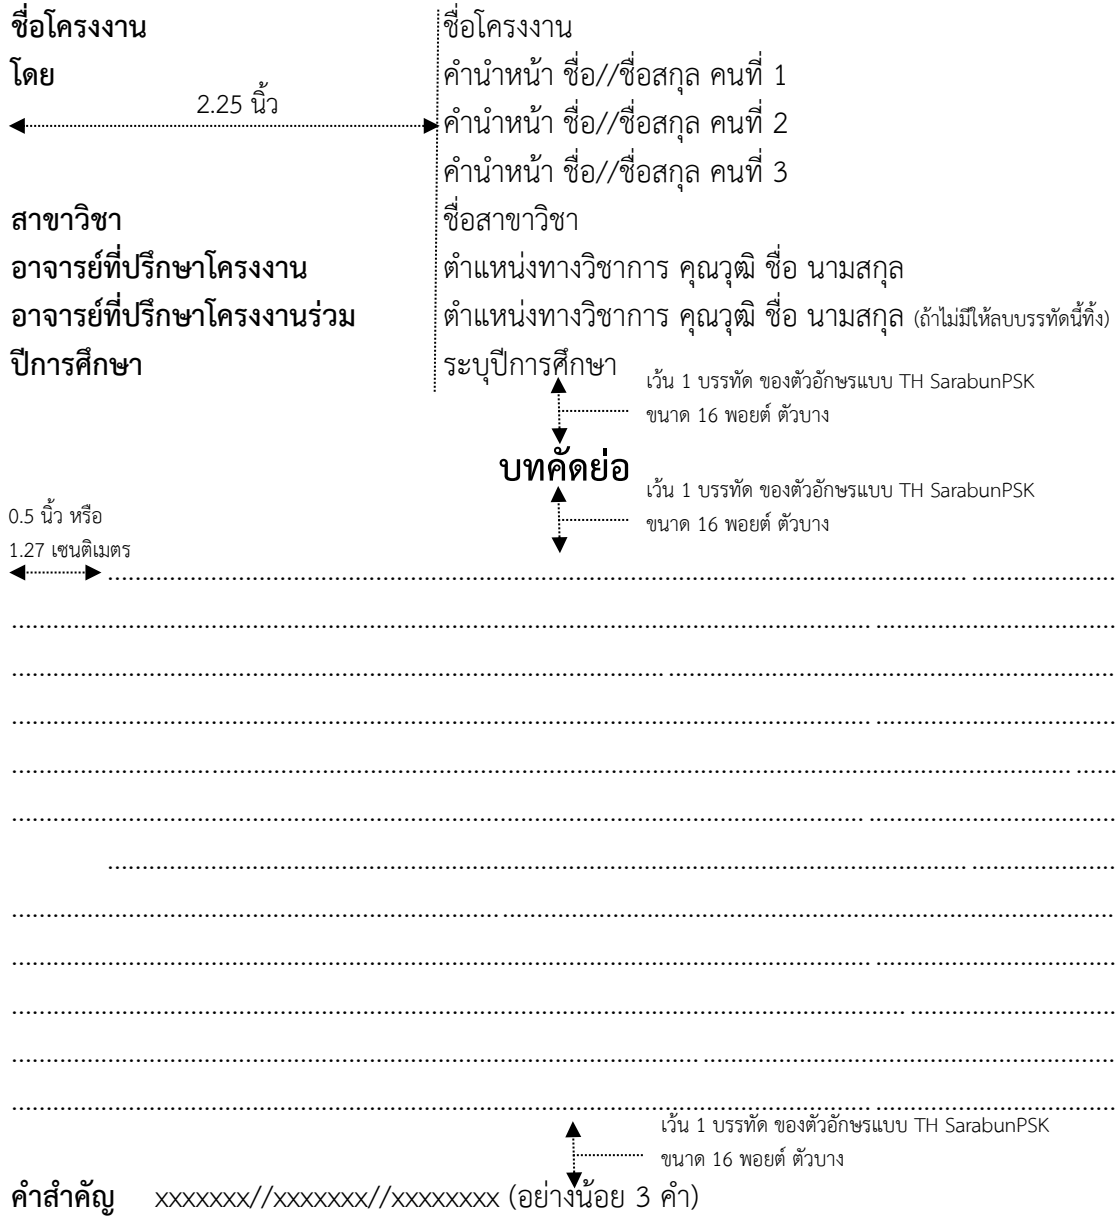 ชื่อโครงงาน ชื่อโครงงาน
โดย คำนำหน้า ชื่อ//ชื่อสกุล คนที่ 1
2.25 นิ้ว
คำนำหน้า ชื่อ//ชื่อสกุล คนที่ 2
คำนำหน้า ชื่อ//ชื่อสกุล คนที่ 3
สาขาวิชา ชื่อสาขาวิชา
อาจารย์ที่ปรึกษาโครงงาน ตำแหน่งทางวิชาการ คุณวุฒิ ชื่อ นามสกุล
อาจารย์ที่ปรึกษาโครงงานร่วม ตำแหน่งทางวิชาการ คุณวุฒิ ชื่อ นามสกุล (ถ้าไม่มีให้ลบบรรทัดนี้ทิ้ง)
ปีการศึกษา ระบุปีการศึกษา
เว้น 1 บรรทัด ของตัวอักษรแบบ TH SarabunPSK
ขนาด 16 พอยต์ ตัวบาง
บทคัดย่อ
เว้น 1 บรรทัด ของตัวอักษรแบบ TH SarabunPSK
ขนาด 16 พอยต์ ตัวบาง
0.5 นิ้ว หรือ
1.27 เซนติเมตร
เว้น 1 บรรทัด ของตัวอักษรแบบ TH SarabunPSK
ขนาด 16 พอยต์ ตัวบาง
คำสำคัญ xxxxxxx//xxxxxxx//xxxxxxxx (อย่างน้อย 3 คำ)